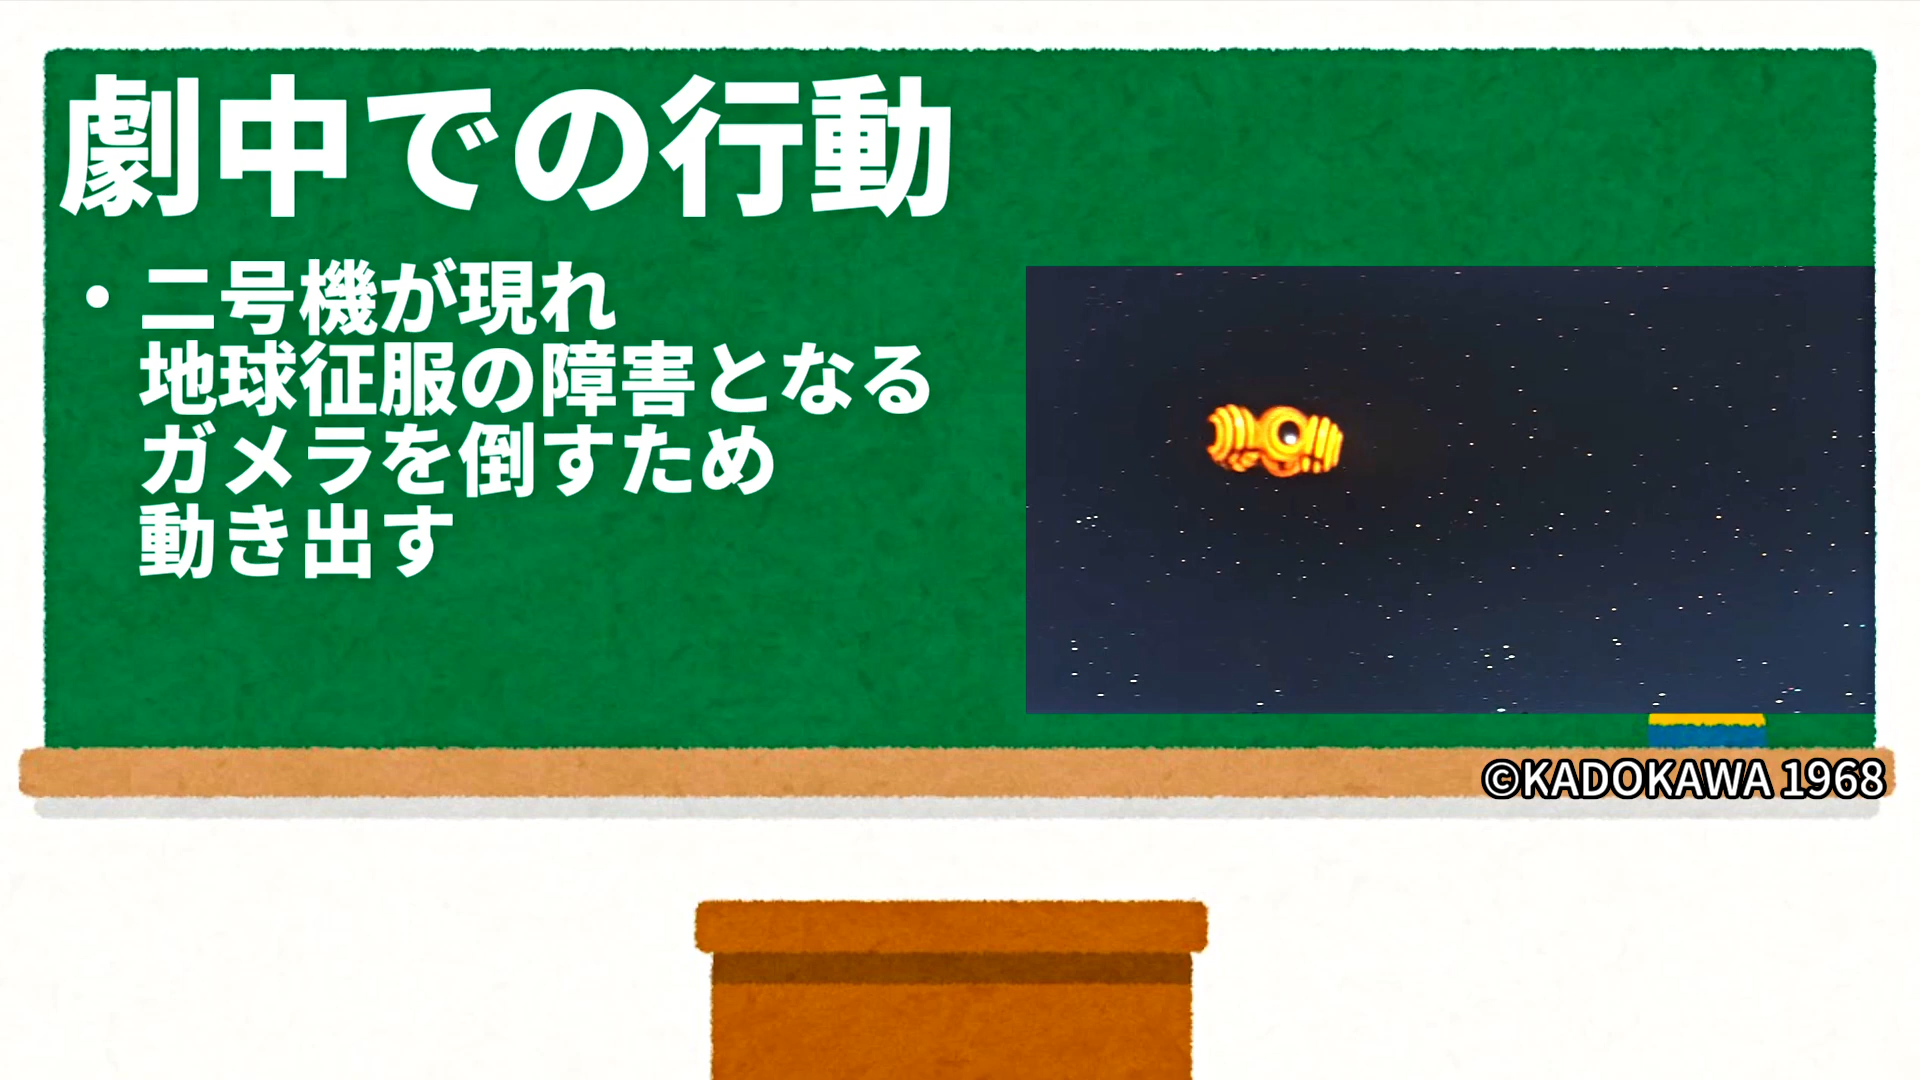 劇中での行動
・二号機が現れ
地球征服の障害となる
ガメラを倒すため
動き出す
©KADOKAWA 1968